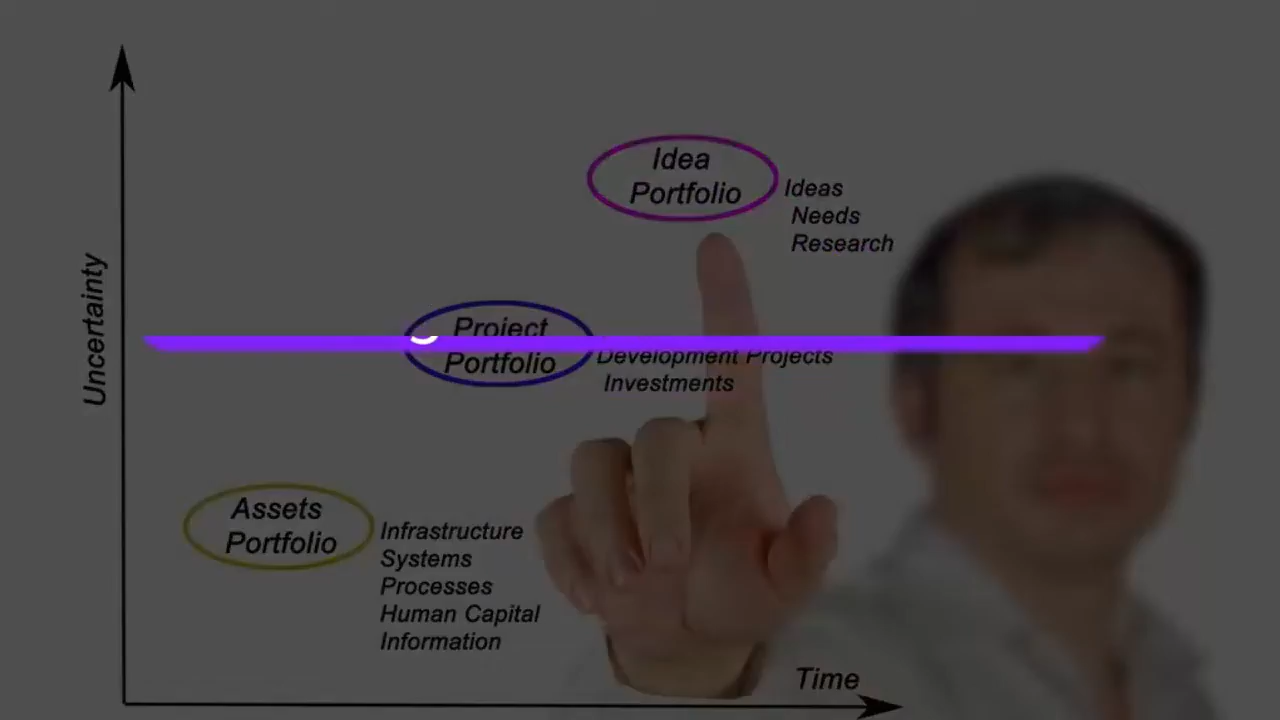 Idea
Portfolio
Ideas
Needs
Research
Project
Portfolio
Development Projects
Investments
Uncertainty
Assets
Portfolio
Infrastructure
Systems
Processes
Human Capital
Information
Time